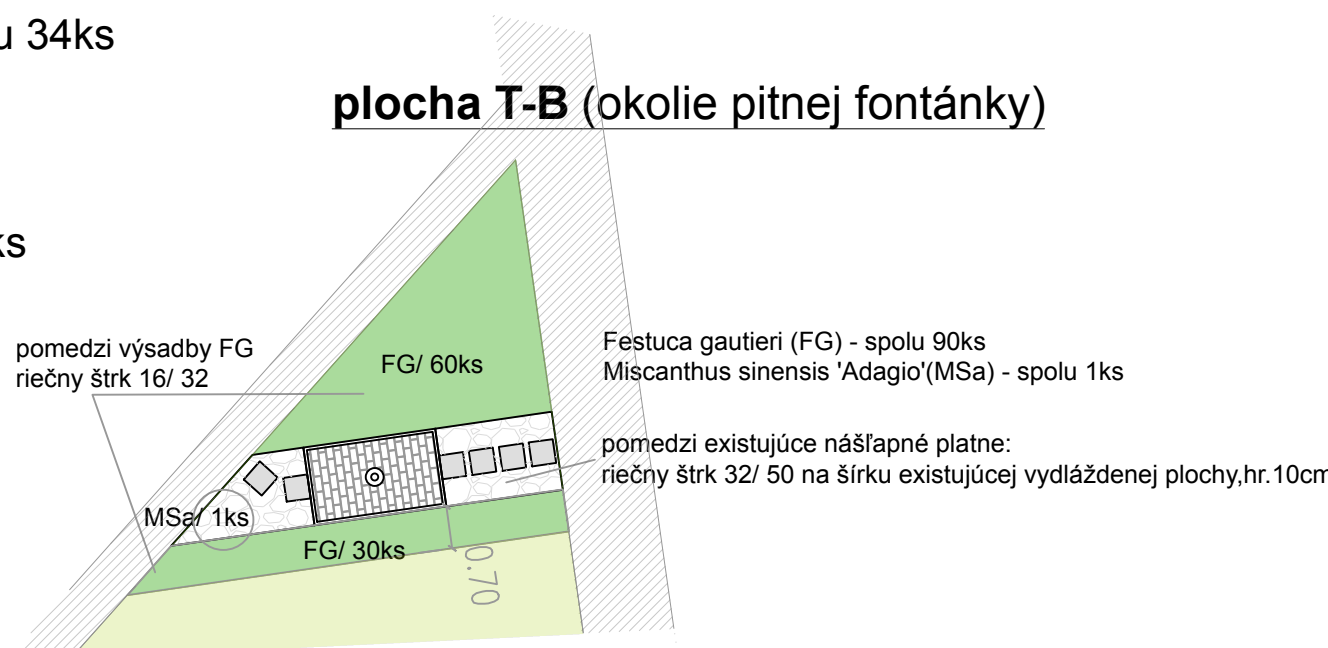 u 34ks
plocha T-B (okolie pitnej fontánky)
ks
pomedzi výsadby FG
riečny štrk 16/ 32
FG/ 60ks
Festuca gautieri (FG) - spolu 90ks
Miscanthus sinensis 'Adagio'(MSa) - spolu 1ks
pomedzi existujúce nášľapné platne:
riečny štrk 32/ 50 na šírku existujúcej vydláždenej plochy,hr.10cm
MSa/ 1ks
FG/ 30ks
0.70